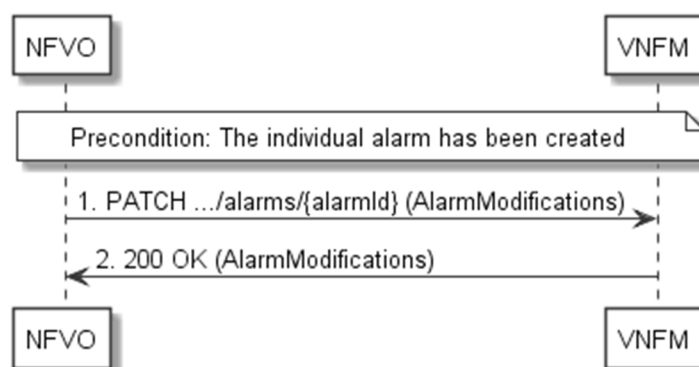 NFVO VNFM
Precondition: The individual alarm has been created
1. PATCH .../alarms/{alarmId} (AlarmModifications)
2. 200 OK (AlarmModifications)
NFVO VNFM